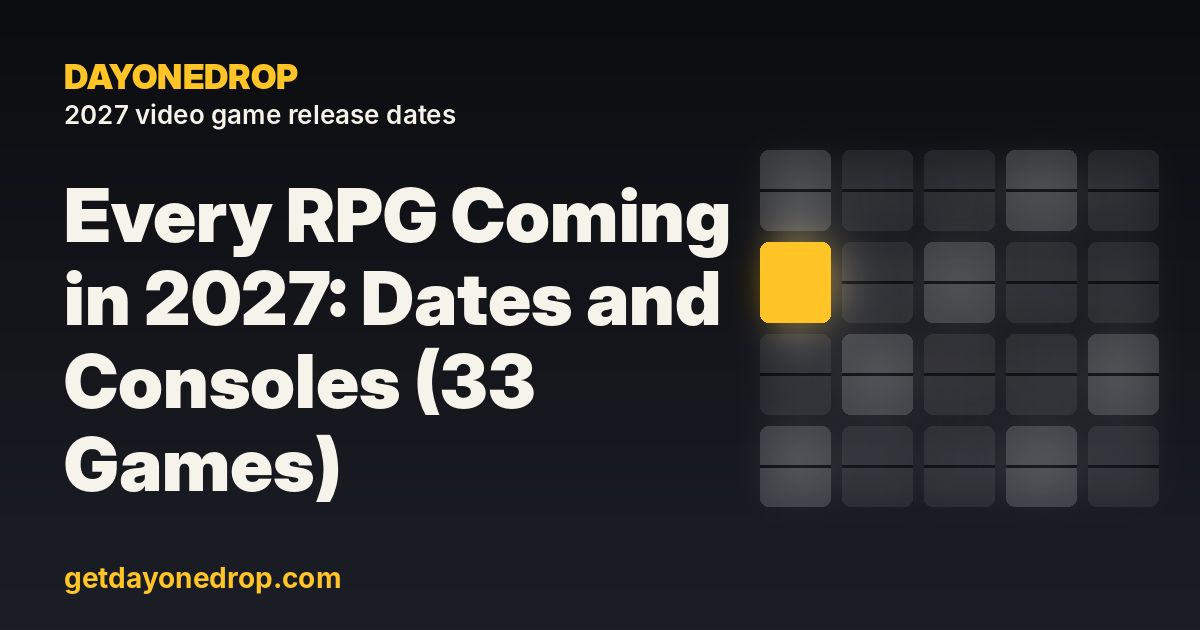 DAYONEDROP
2027 video game release dates
Every RPG Coming
in 2027: Dates and
Consoles (33
Games)
getdayonedrop.com